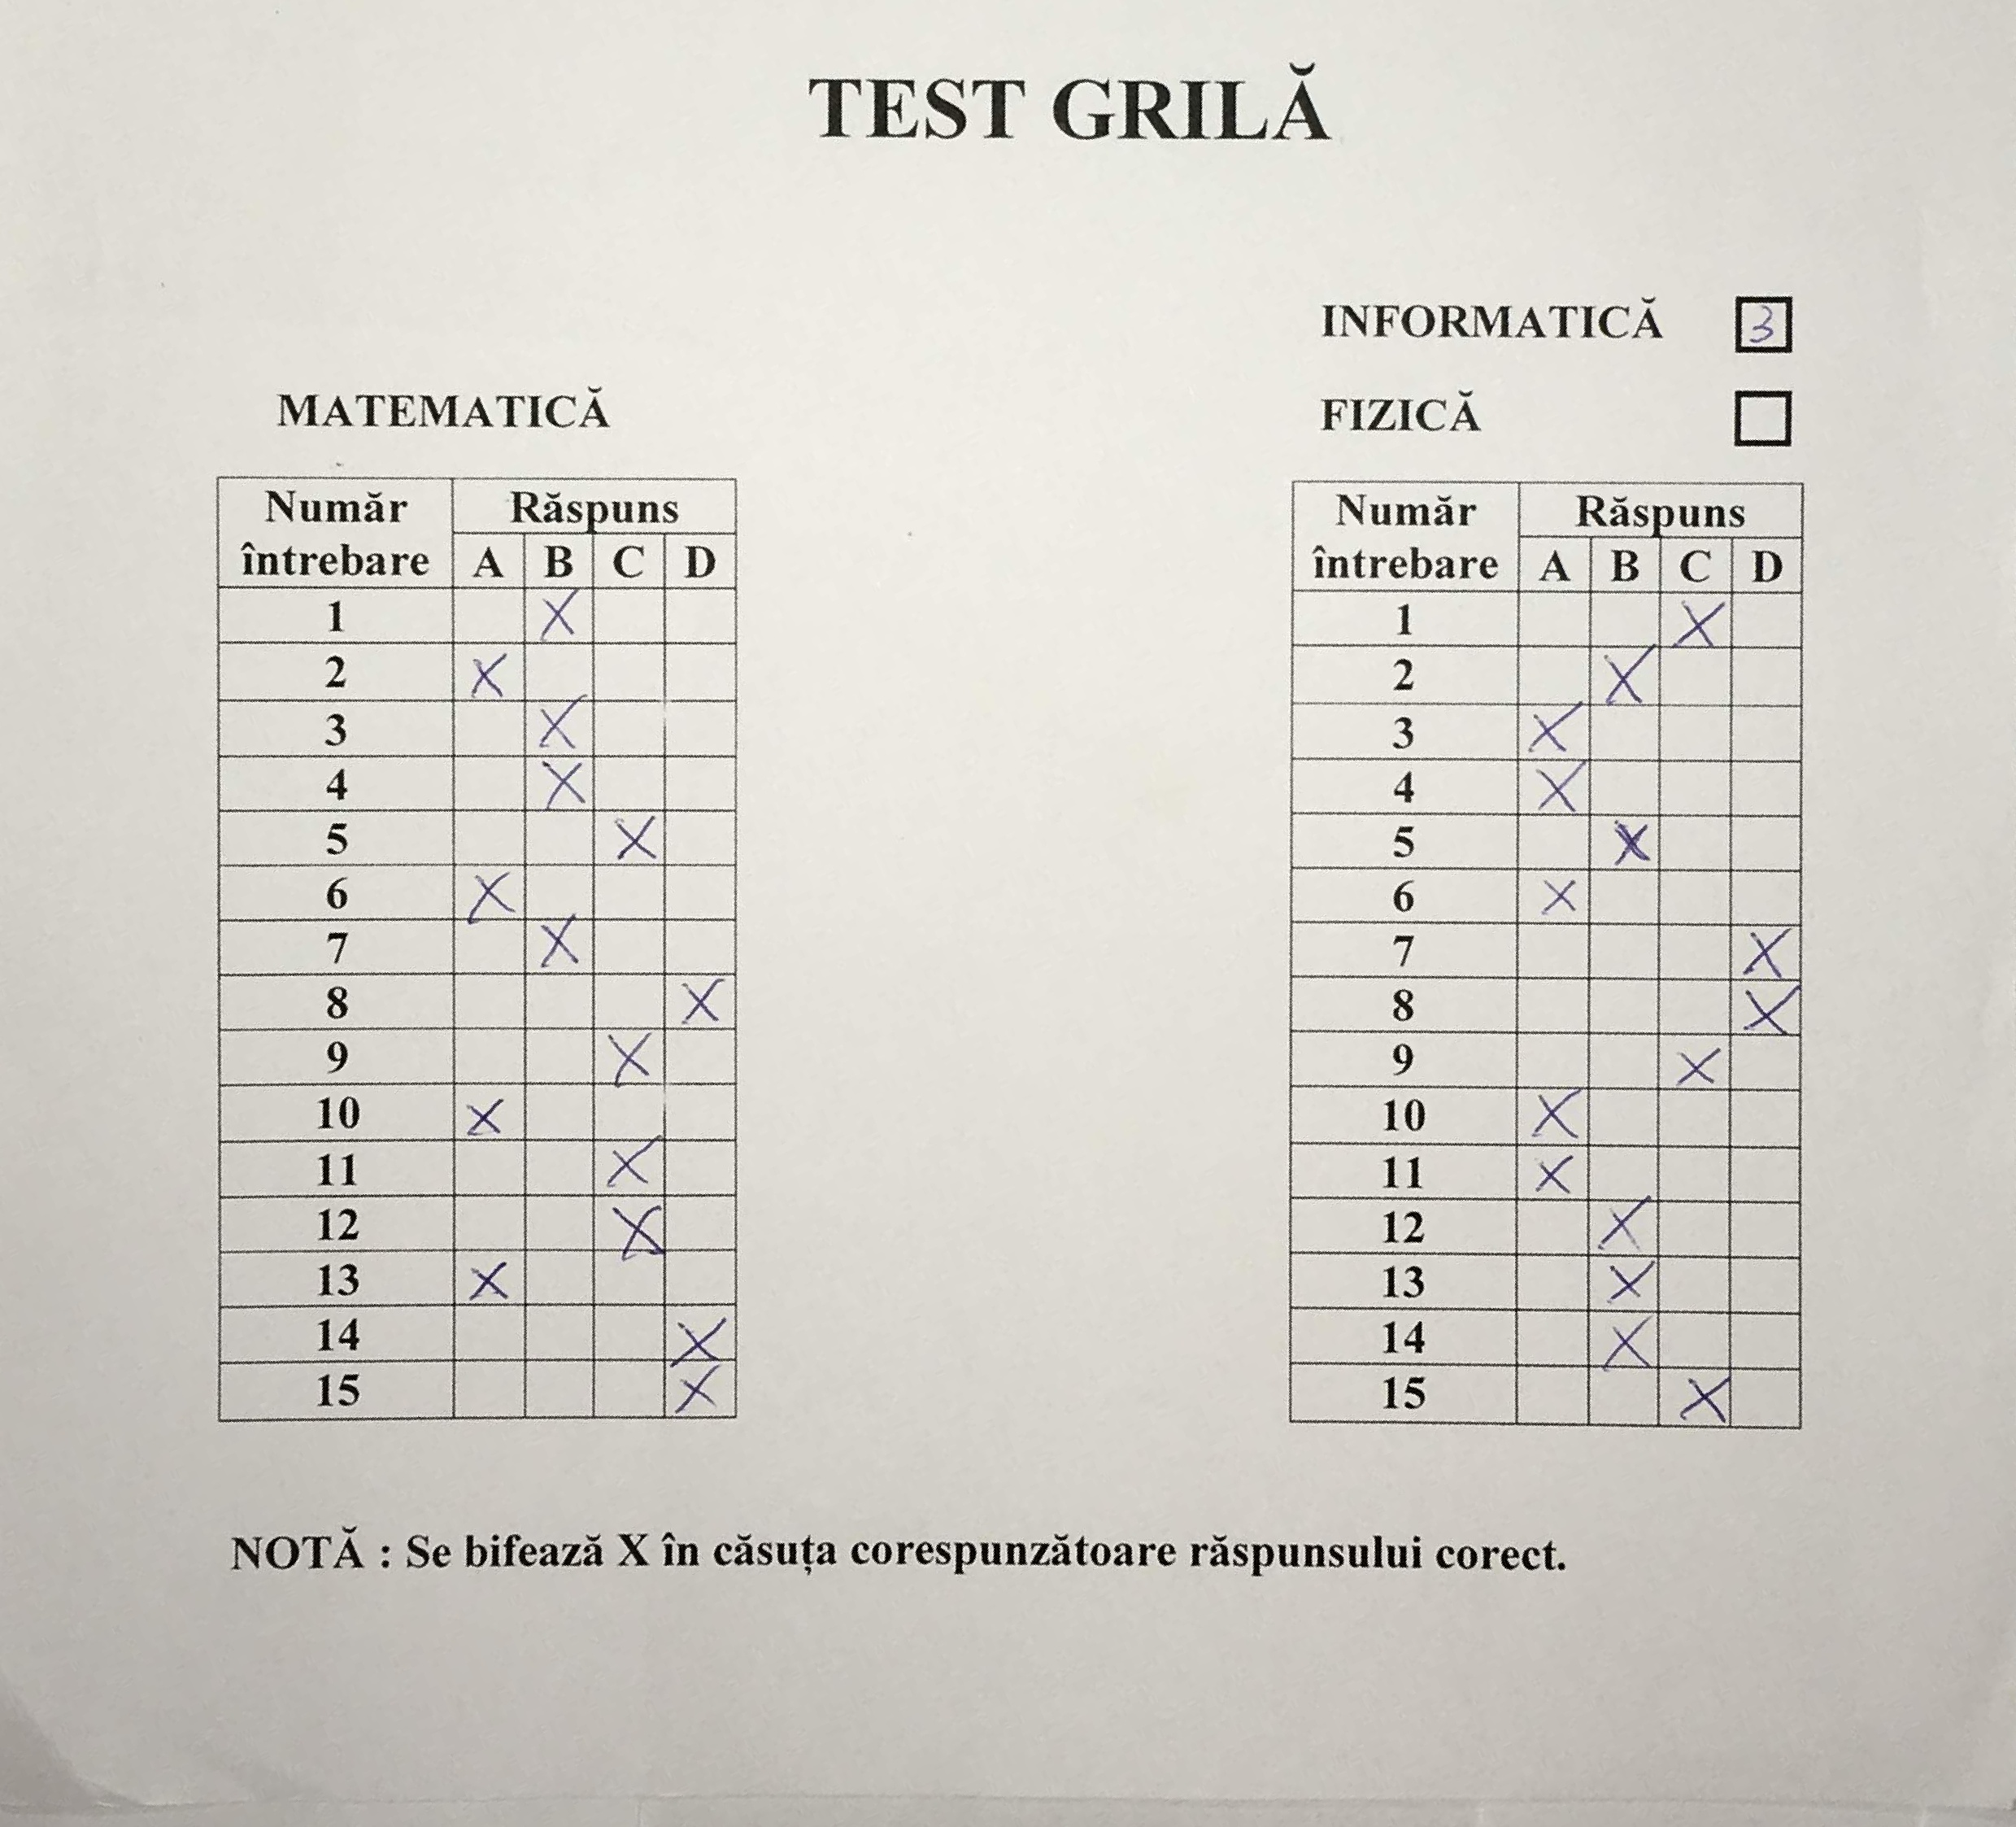 TEST GRILĂ
INFORMATICĂ 3
MATEMATICĂ
FIZICĂ
Număr întrebare Răspuns
A B C D
1 X
2 X
3 X
4 X
5 X
6 X
7 X
8 X
9 X
10 X
11 X
12 X
13 X
14 X
15 X
Număr întrebare Răspuns
A B C D
1 X
2 X
3 X
4 X
5 X
6 X
7 X
8 X
9 X
10 X
11 X
12 X
13 X
14 X
15 X
NOTĂ : Se bifează X în căsuța corespunzătoare răspunsului corect.